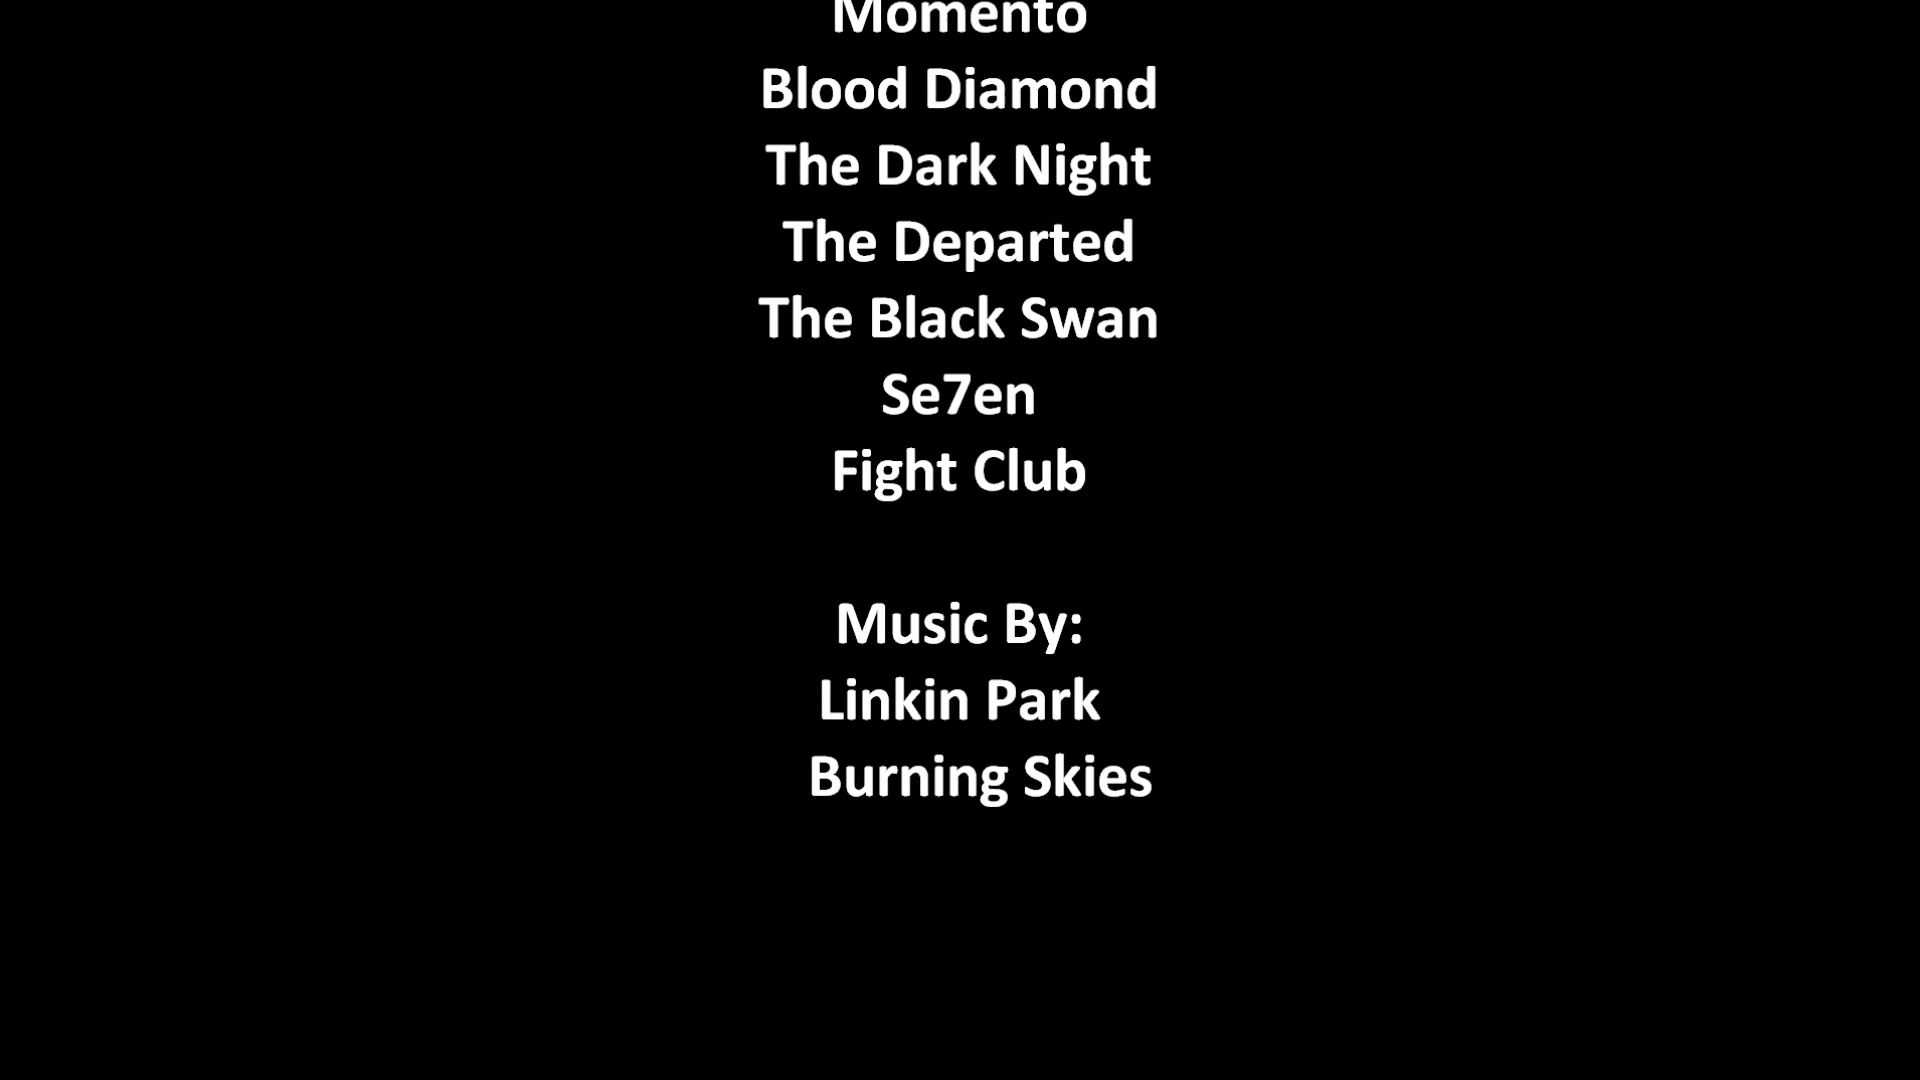 Momento
Blood Diamond
The Dark Night
The Departed
The Black Swan
Se7en
Fight Club
Music By:
Linkin Park
Burning Skies